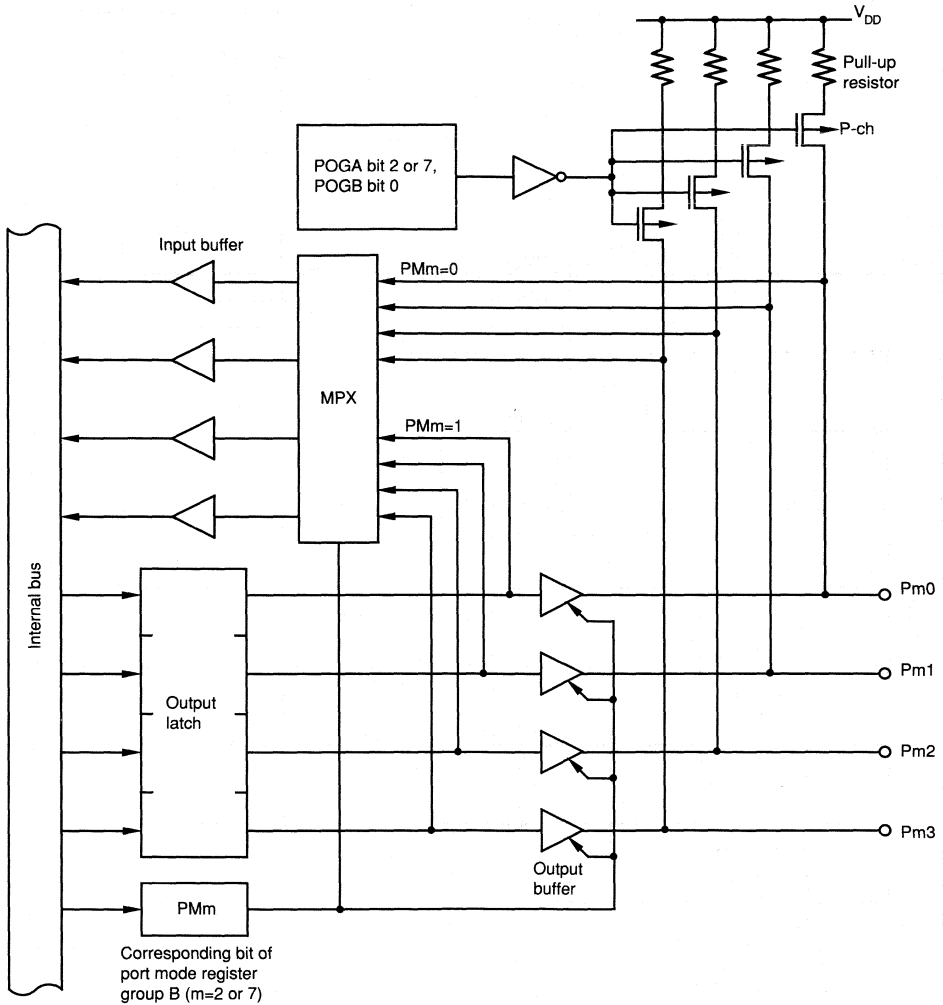 VDD
Pull-up
resistor
P-ch
POGA bit 2 or 7,
POGB bit 0
Input buffer
PMm=0
MPX
PMm=1
Internal bus
Pm0
Pm1
Output
latch
Pm2
Pm3
Output
buffer
PMm
Corresponding bit of
port mode register
group B (m=2 or 7)